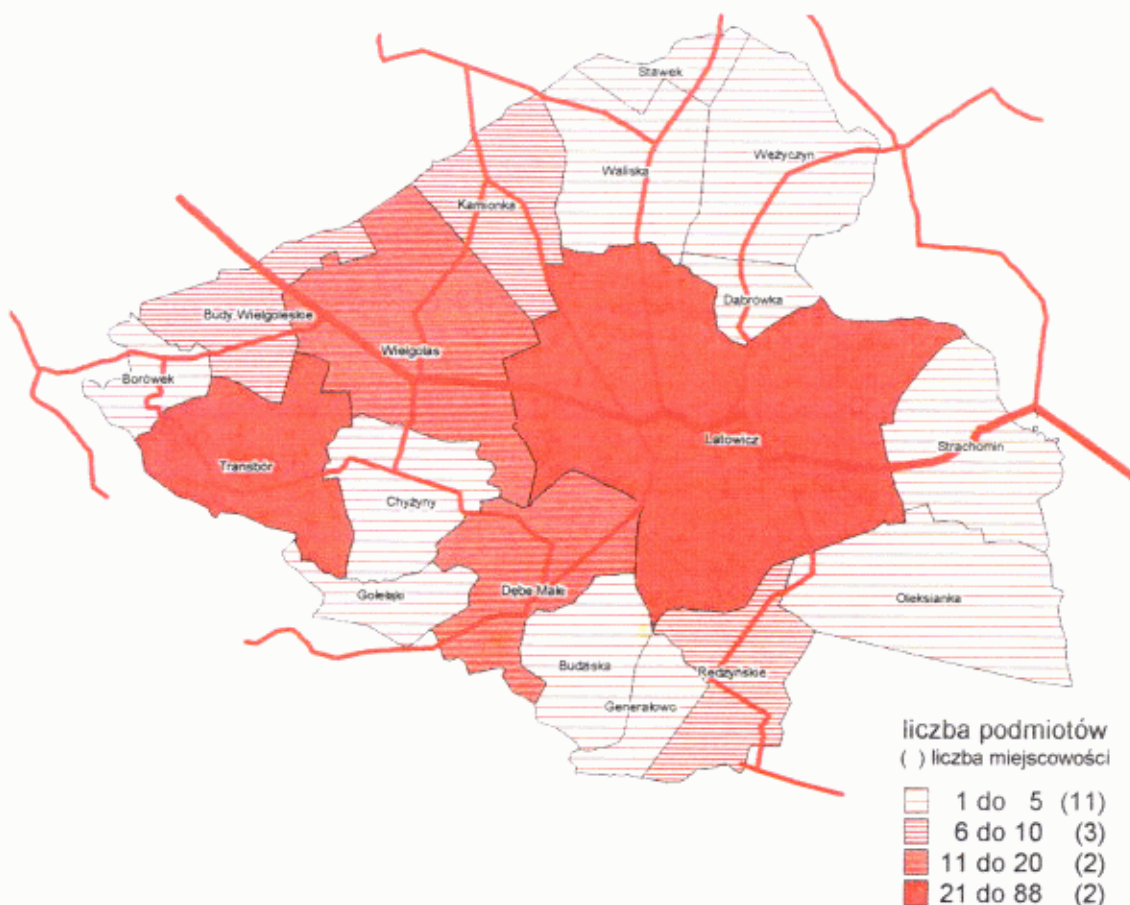 Stawek
Wężyczyn
Waliska
Kamionka
Dąbrówka
Budy Wielgoleskie
Wielgolas
Borówek
Latowicz
Strachomin
Transbór
Chyżyny
Gołełąki
Dębe Małe
Oleksianka
Budziska
Redzyńskie
Generałowo
liczba podmiotów
( ) liczba miejscowości
1 do 5 (11)
6 do 10 (3)
11 do 20 (2)
21 do 88 (2)